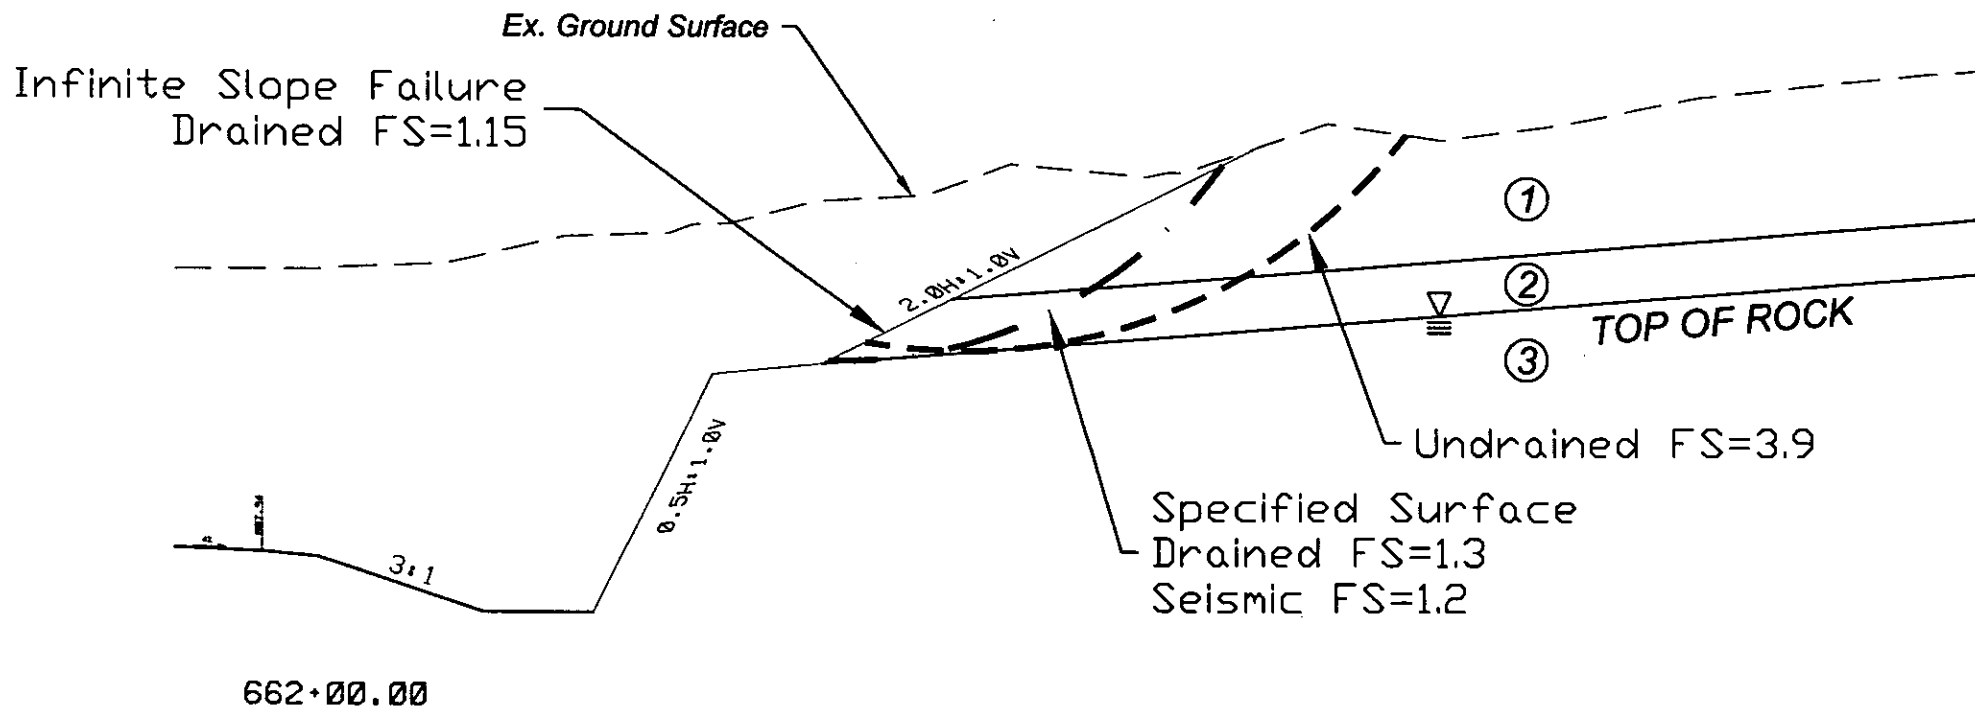 Ex. Ground Surface
Infinite Slope Failure
Drained FS=1.15
1
2.0H:1.0V
2
TOP OF ROCK
3
0.5H:1.0V
Undrained FS=3.9
Specified Surface
Drained FS=1.3
Seismic FS=1.2
3:1
662+00.00